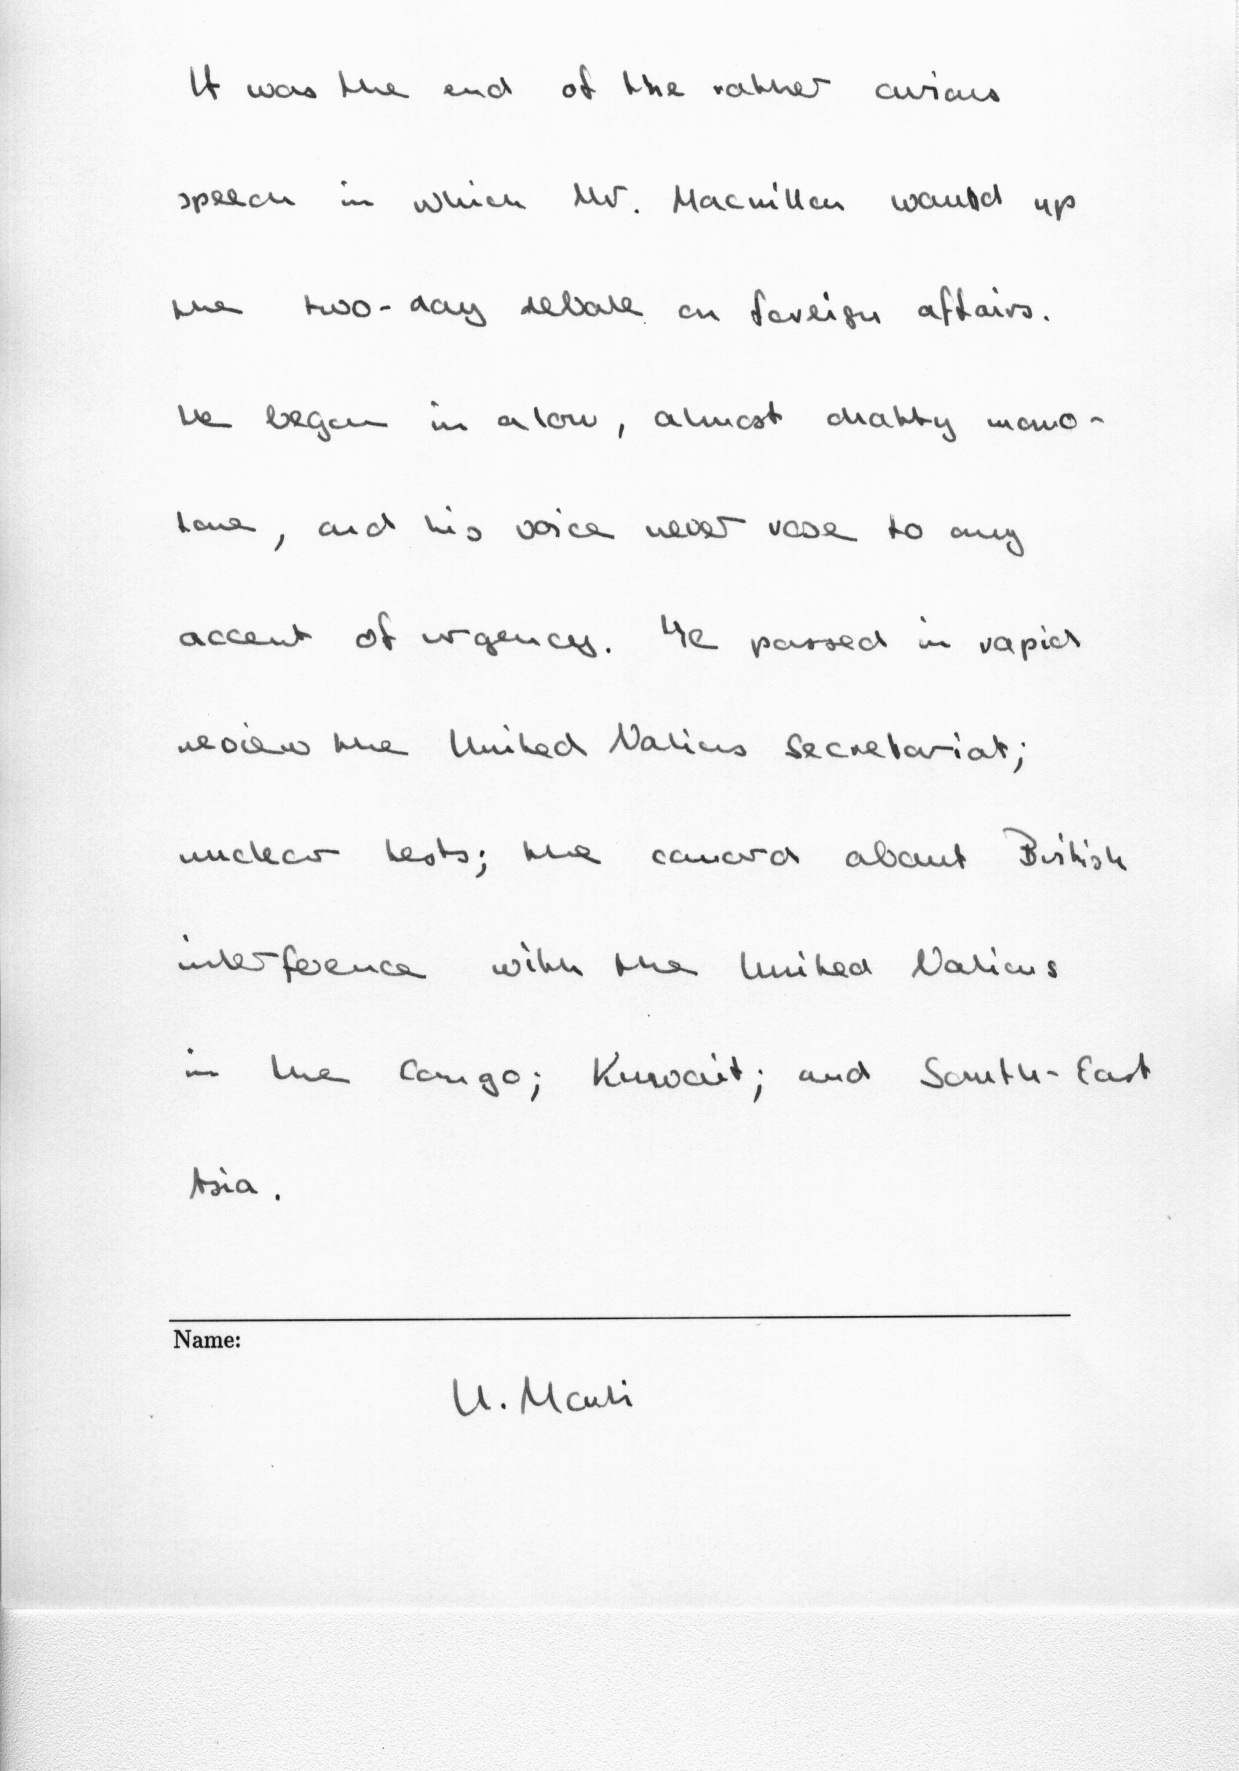 It was the end of the rather curious
speech in which Mr. Macmillan wound up
the two-day debate on foreign affairs.
He began in a low, almost chatty mono-
tone, and his voice never rose to any
accent of urgency. He passed in rapid
review the United Nations Secretariat;
nuclear tests; the canard about British
interference with the United Nations
in the Congo; Kuwait; and South-East
Asia.
Name:
U. Marti